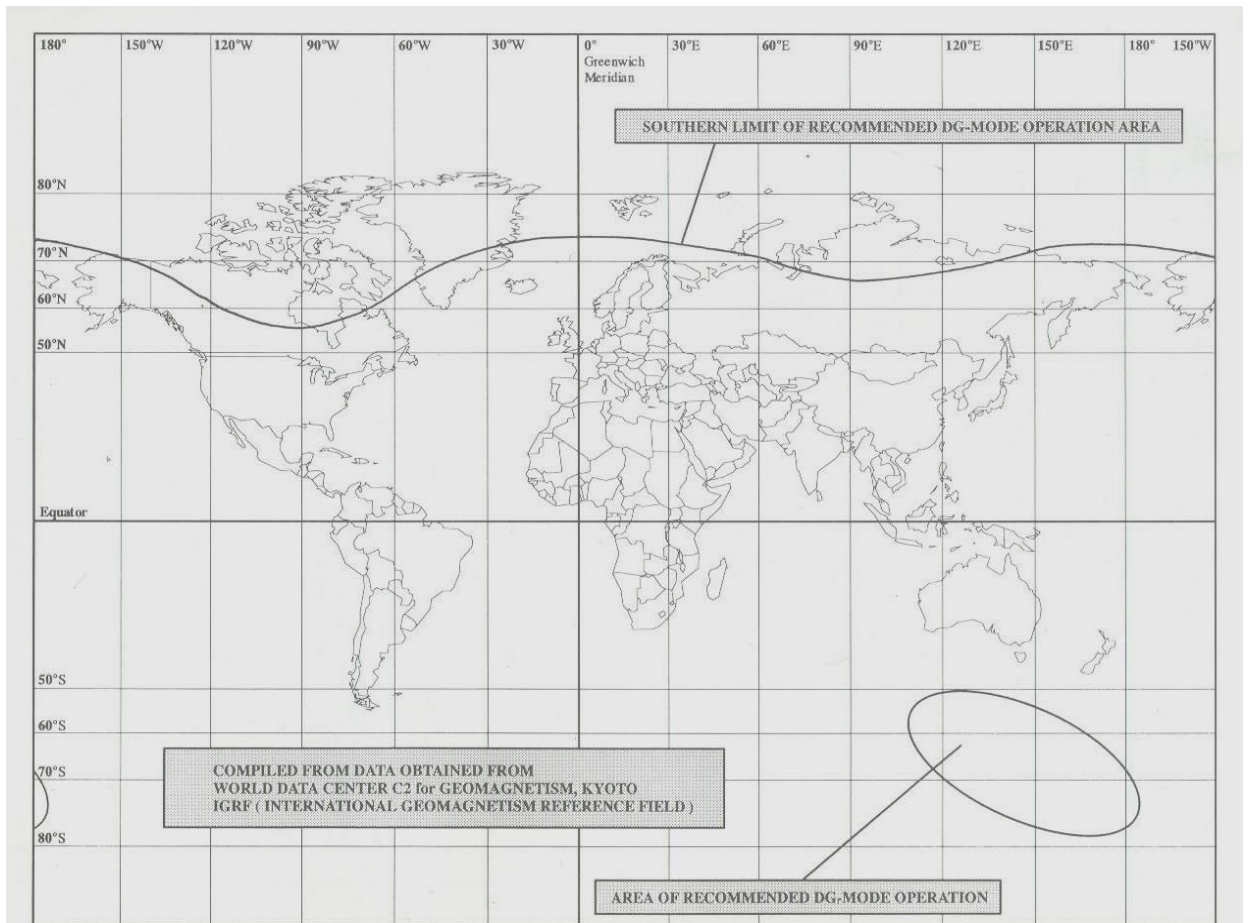 180° 150°W 120°W 90°W 60°W 30°W 0° 30°E 60°E 90°E 120°E 150°E 180° 150°W
Greenwich
Meridian
SOUTHERN LIMIT OF RECOMMENDED DG-MODE OPERATION AREA
80°N
70°N
60°N
50°N
Equator
50°S
60°S
70°S
80°S
COMPILED FROM DATA OBTAINED FROM
WORLD DATA CENTER C2 for GEOMAGNETISM, KYOTO
IGRF ( INTERNATIONAL GEOMAGNETISM REFERENCE FIELD )
AREA OF RECOMMENDED DG-MODE OPERATION